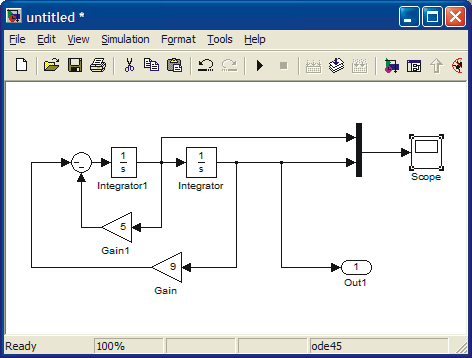 untitled *
File Edit View Simulation Format Tools Help
1
s
Integrator1
1
s
Integrator
Scope
5
Gain1
9
Gain
1
Out1
Ready 100% ode45